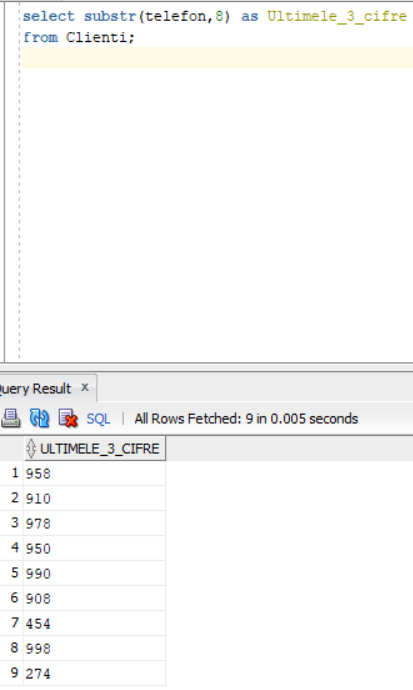 select substr(telefon,8) as Ultimele_3_cifre
from Clienti;
Query Result x
SQL | All Rows Fetched: 9 in 0.005 seconds
ULTIMELE_3_CIFRE
1 958
2 910
3 978
4 950
5 990
6 908
7 454
8 998
9 274